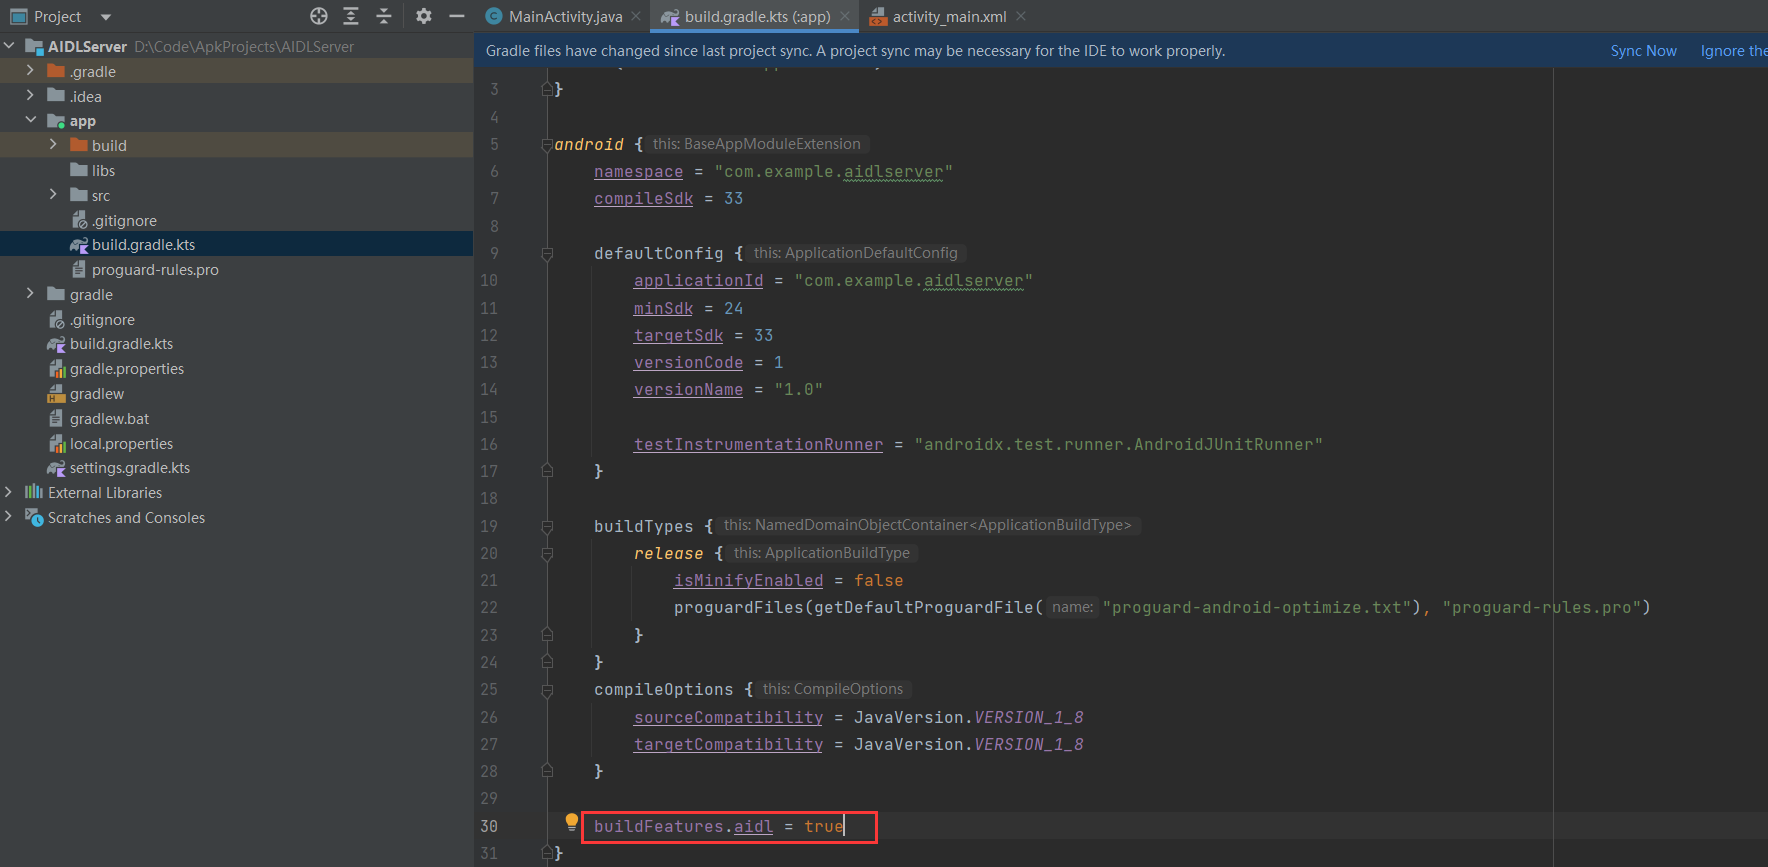 Project
MainActivity.java
build.gradle.kts (:app)
activity_main.xml
AIDLServer D:\Code\ApkProjects\AIDLServer
.gradle
.idea
app
build
libs
src
.gitignore
build.gradle.kts
proguard-rules.pro
gradle
.gitignore
build.gradle.kts
gradle.properties
gradlew
gradlew.bat
local.properties
settings.gradle.kts
External Libraries
Scratches and Consoles
Gradle files have changed since last project sync. A project sync may be necessary for the IDE to work properly.
Sync Now
Ignore the
3 }
4
5 android { this: BaseAppModuleExtension
6 namespace = "com.example.aidlserver"
7 compileSdk = 33
8
9 defaultConfig { this: ApplicationDefaultConfig
10 applicationId = "com.example.aidlserver"
11 minSdk = 24
12 targetSdk = 33
13 versionCode = 1
14 versionName = "1.0"
15
16 testInstrumentationRunner = "androidx.test.runner.AndroidJUnitRunner"
17 }
18
19 buildTypes { this: NamedDomainObjectContainer<ApplicationBuildType>
20 release { this: ApplicationBuildType
21 isMinifyEnabled = false
22 proguardFiles(getDefaultProguardFile( name: "proguard-android-optimize.txt"), "proguard-rules.pro")
23 }
24 }
25 compileOptions { this: CompileOptions
26 sourceCompatibility = JavaVersion.VERSION_1_8
27 targetCompatibility = JavaVersion.VERSION_1_8
28 }
29
30 buildFeatures.aidl = true
31 }